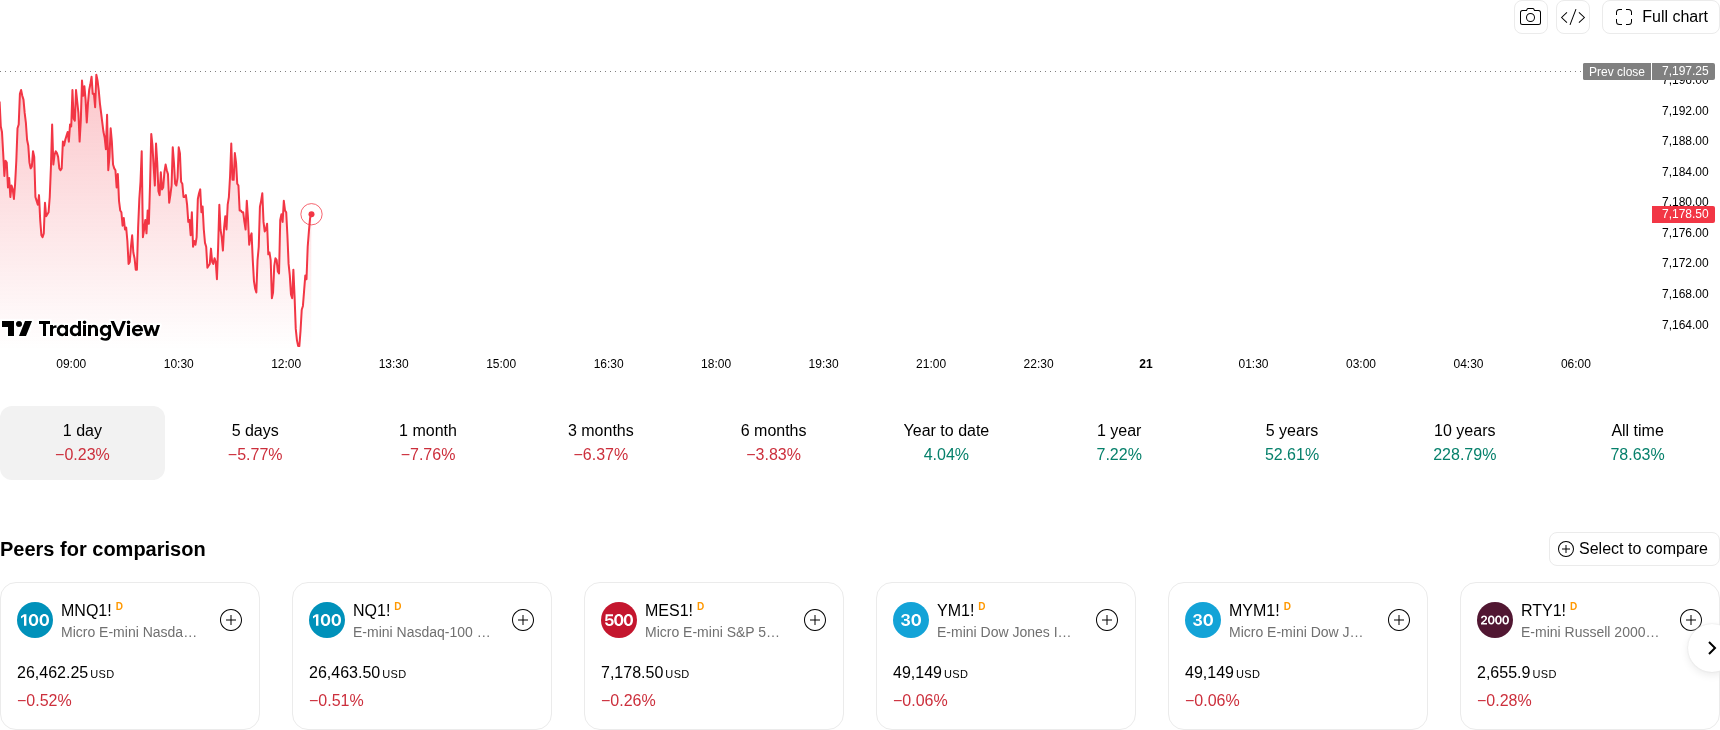 Full chart
Prev close 7,197.25
7,196.00
7,192.00
7,188.00
7,184.00
7,180.00
7,178.50
7,176.00
7,172.00
7,168.00
7,164.00
TradingView
09:00 10:30 12:00 13:30 15:00 16:30 18:00 19:30 21:00 22:30 21 01:30 03:00 04:30 06:00
1 day 5 days 1 month 3 months 6 months Year to date 1 year 5 years 10 years All time
−0.23% −5.77% −7.76% −6.37% −3.83% 4.04% 7.22% 52.61% 228.79% 78.63%
Peers for comparison
Select to compare
100 MNQ1! D
Micro E-mini Nasda…
26,462.25 USD
−0.52%
100 NQ1! D
E-mini Nasdaq-100 …
26,463.50 USD
−0.51%
500 MES1! D
Micro E-mini S&P 5…
7,178.50 USD
−0.26%
30 YM1! D
E-mini Dow Jones I…
49,149 USD
−0.06%
30 MYM1! D
Micro E-mini Dow J…
49,149 USD
−0.06%
2000 RTY1! D
E-mini Russell 2000…
2,655.9 USD
−0.28%